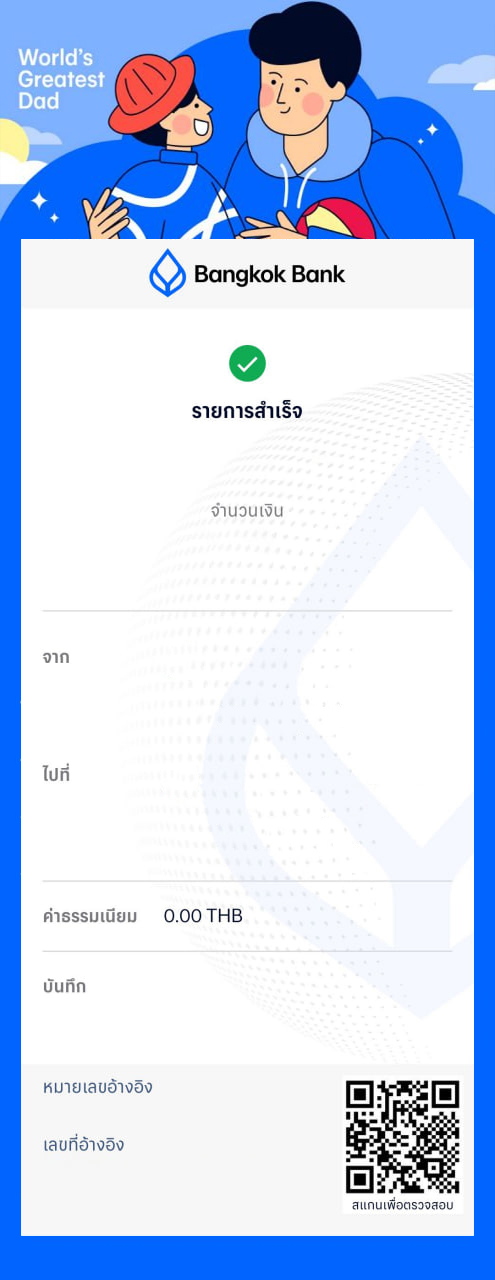 World's
Greatest
Dad
Bangkok Bank
รายการสำเร็จ
จำนวนเงิน
จาก
ไปที่
ค่าธรรมเนียม 0.00 THB
บันทึก
หมายเลขอ้างอิง
เลขที่อ้างอิง
สแกนเพื่อตรวจสอบ